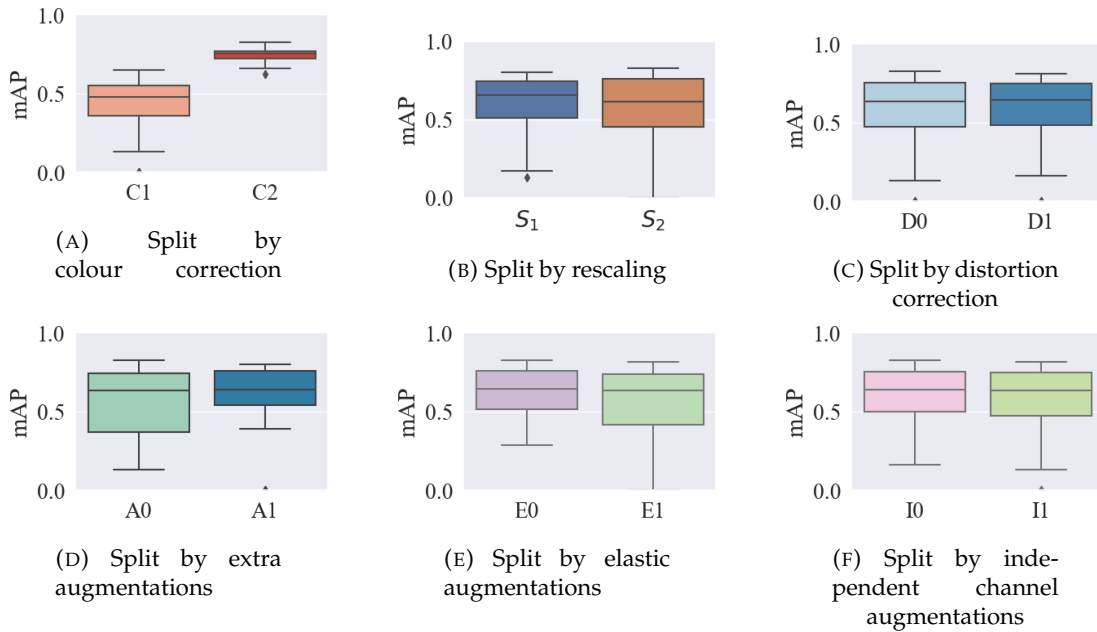 1.0
0.5
0.0
mAP
C1 C2
(A) Split by
colour correction
1.0
0.5
0.0
mAP
S1 S2
(B) Split by rescaling
1.0
0.5
0.0
mAP
D0 D1
(C) Split by distortion
correction
1.0
0.5
0.0
mAP
A0 A1
(D) Split by extra
augmentations
1.0
0.5
0.0
mAP
E0 E1
(E) Split by elastic
augmentations
1.0
0.5
0.0
mAP
I0 I1
(F) Split by inde-
pendent channel
augmentations